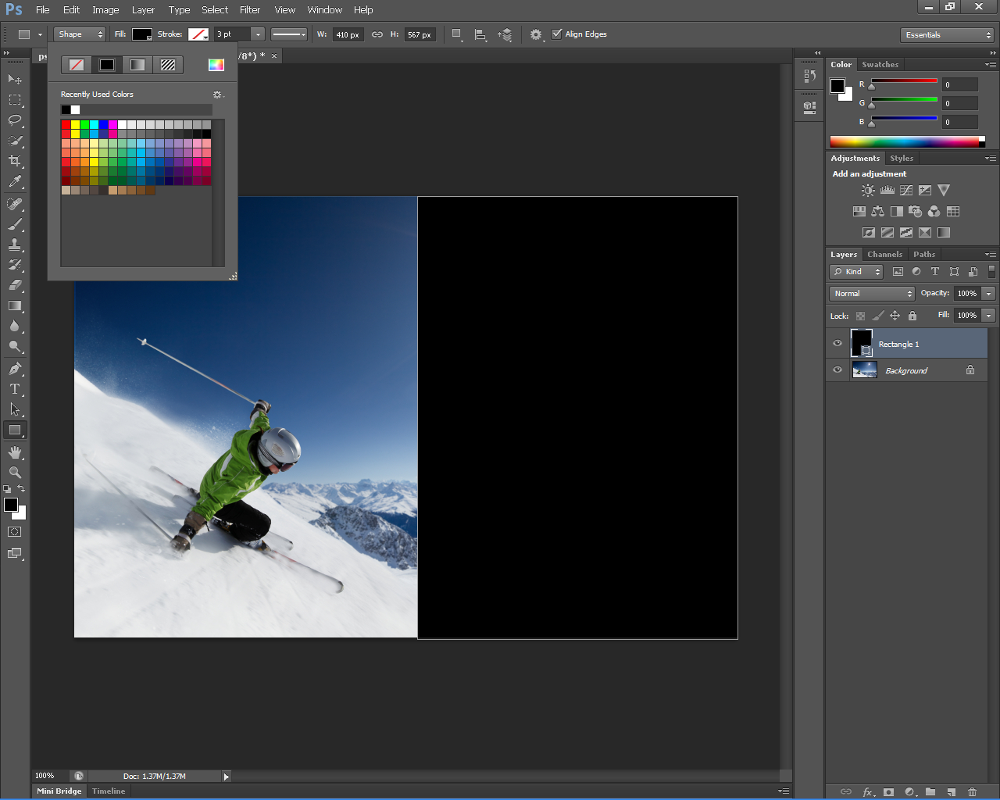 Ps File Edit Image Layer Type Select Filter View Window Help
Shape Fill: Stroke: 3 pt W: 410 px H: 567 px Align Edges Essentials
ps /8*) * ×
Recently Used Colors
Color Swatches
R 0
G 0
B 0
Adjustments Styles
Add an adjustment
Layers Channels Paths
Kind
Normal Opacity: 100%
Lock: Fill: 100%
Rectangle 1
Background
100% Doc: 1.37M/1.37M
Mini Bridge Timeline